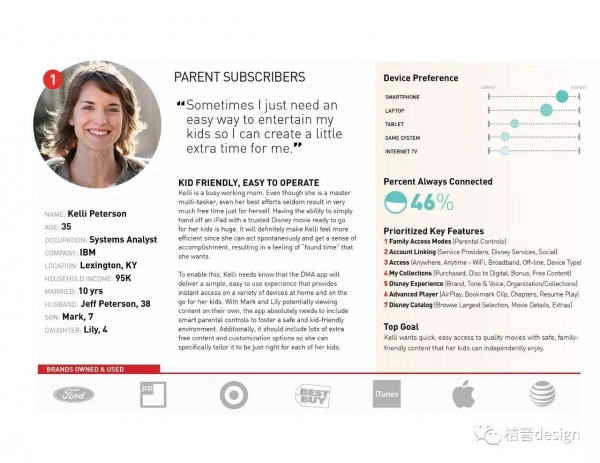 1
PARENT SUBSCRIBERS
“Sometimes I just need an
easy way to entertain my
kids so I can create a little
extra time for me.”
NAME: Kelli Peterson
AGE: 35
OCCUPATION: Systems Analyst
COMPANY: IBM
LOCATION: Lexington, KY
HOUSEHOLD INCOME: 95K
MARRIED: 10 yrs
HUSBAND: Jeff Peterson, 38
SON: Mark, 7
DAUGHTER: Lily, 4
KID FRIENDLY, EASY TO OPERATE
Kelli is a busy working mom. Even though she is a master
multi-tasker, even her best efforts seldom result in very
much free time just for herself. Having the ability to simply
hand off an iPad with a trusted Disney movie ready to go
for her kids is huge. It will definitely make Kelli feel more
efficient since she can act spontaneously and get a sense of
accomplishment, resulting in a feeling of “found time” that
she wants.
To enable this, Kelli needs know that the DMA app will
deliver a simple, easy to use experience that provides
instant access on a variety of devices at home and on the
go for her kids. With Mark and Lily potentially viewing
content on their own, the app absolutely needs to include
smart parental controls to foster a safe and kid-friendly
environment. Additionally, it should include lots of extra
free content and customization options so she can
specifically tailor it to be just right for each of her kids.
Device Preference
LOWEST HIGHEST
SMARTPHONE
LAPTOP
TABLET
GAME SYSTEM
INTERNET TV
Percent Always Connected
46%
Prioritized Key Features
1 Family Access Modes (Parental Controls)
2 Account Linking (Service Providers, Disney Services, Social)
3 Access (Anywhere, Anytime - WiFi, Broadband, Off-line, Device Type)
4 My Collections (Purchased, Disc to Digital, Bonus, Free Content)
5 Disney Experience (Brand, Tone & Voice, Organization/Collections)
6 Advanced Player (AirPlay, Bookmark Clip, Chapters, Resume Play)
7 Disney Catalog (Browse Largest Selection, Movie Details, Extras)
Top Goal
Kelli wants quick, easy access to quality movies with safe, family-
friendly content that her kids can independently enjoy.
BRANDS OWNED & USED
Ford
jcp
BEST BUY
iTunes
at&t
桔音design